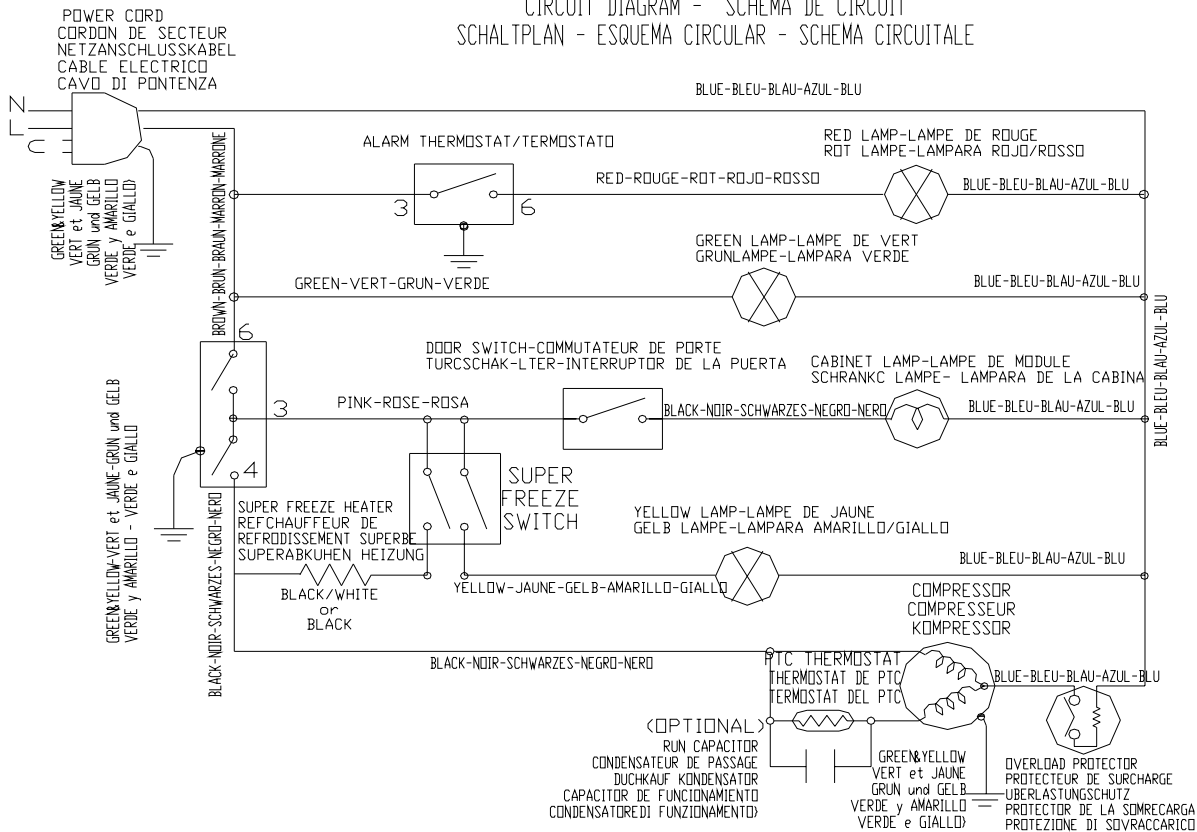 CIRCUIT DIAGRAM - SCHEMA DE CIRCUIT
SCHALTPLAN - ESQUEMA CIRCULAR - SCHEMA CIRCUITALE
POWER CORD
CORDON DE SECTEUR
NETZANSCHLUSSKABEL
CABLE ELECTRICO
CAVO DI PONTENZA
N
L
BLUE-BLEU-BLAU-AZUL-BLU
GREEN&YELLOW
VERT et JAUNE
GRUN und GELB
VERDE y AMARILLO
VERDE e GIALLO)
BROWN-BRUN-BRAUN-MARRON-MARRONE
ALARM THERMOSTAT/TERMOSTATO
3
6
RED-ROUGE-ROT-ROJO-ROSSO
RED LAMP-LAMPE DE ROUGE
ROT LAMPE-LAMPARA ROJO/ROSSO
BLUE-BLEU-BLAU-AZUL-BLU
GREEN-VERT-GRUN-VERDE
GREEN LAMP-LAMPE DE VERT
GRUNLAMPE-LAMPARA VERDE
BLUE-BLEU-BLAU-AZUL-BLU
BLUE-BLEU-BLAU-AZUL-BLU
6
3
4
PINK-ROSE-ROSA
DOOR SWITCH-COMMUTATEUR DE PORTE
TURCSCHAK-LTER-INTERRUPTOR DE LA PUERTA
BLACK-NOIR-SCHWARZES-NEGRO-NERO
CABINET LAMP-LAMPE DE MODULE
SCHRANKC LAMPE- LAMPARA DE LA CABINA
BLUE-BLEU-BLAU-AZUL-BLU
GREEN&YELLOW-VERT et JAUNE-GRUN und GELB
VERDE y AMARILLO - VERDE e GIALLO
BLACK-NOIR-SCHWARZES-NEGRO-NERO
SUPER
FREEZE
SWITCH
SUPER FREEZE HEATER
REFCHAUFFEUR DE
REFRODISSEMENT SUPERBE
SUPERABKUHEN HEIZUNG
BLACK/WHITE
or
BLACK
YELLOW LAMP-LAMPE DE JAUNE
GELB LAMPE-LAMPARA AMARILLO/GIALLO
YELLOW-JAUNE-GELB-AMARILLO-GIALLO
BLUE-BLEU-BLAU-AZUL-BLU
COMPRESSOR
COMPRESSEUR
KOMPRESSOR
BLACK-NOIR-SCHWARZES-NEGRO-NERO
PTC THERMOSTAT
THERMOSTAT DE PTC
TERMOSTAT DEL PTC
BLUE-BLEU-BLAU-AZUL-BLU
(OPTIONAL)
RUN CAPACITOR
CONDENSATEUR DE PASSAGE
DUCHKAUF KONDENSATOR
CAPACITOR DE FUNCIONAMIENTO
CONDENSATOREDI FUNZIONAMENTO)
GREEN&YELLOW
VERT et JAUNE
GRUN und GELB
VERDE y AMARILLO
VERDE e GIALLO)
OVERLOAD PROTECTOR
PROTECTEUR DE SURCHARGE
UBERLASTUNGSCHUTZ
PROTECTOR DE LA SOMRECARGA
PROTEZIONE DI SOVRACCARICO